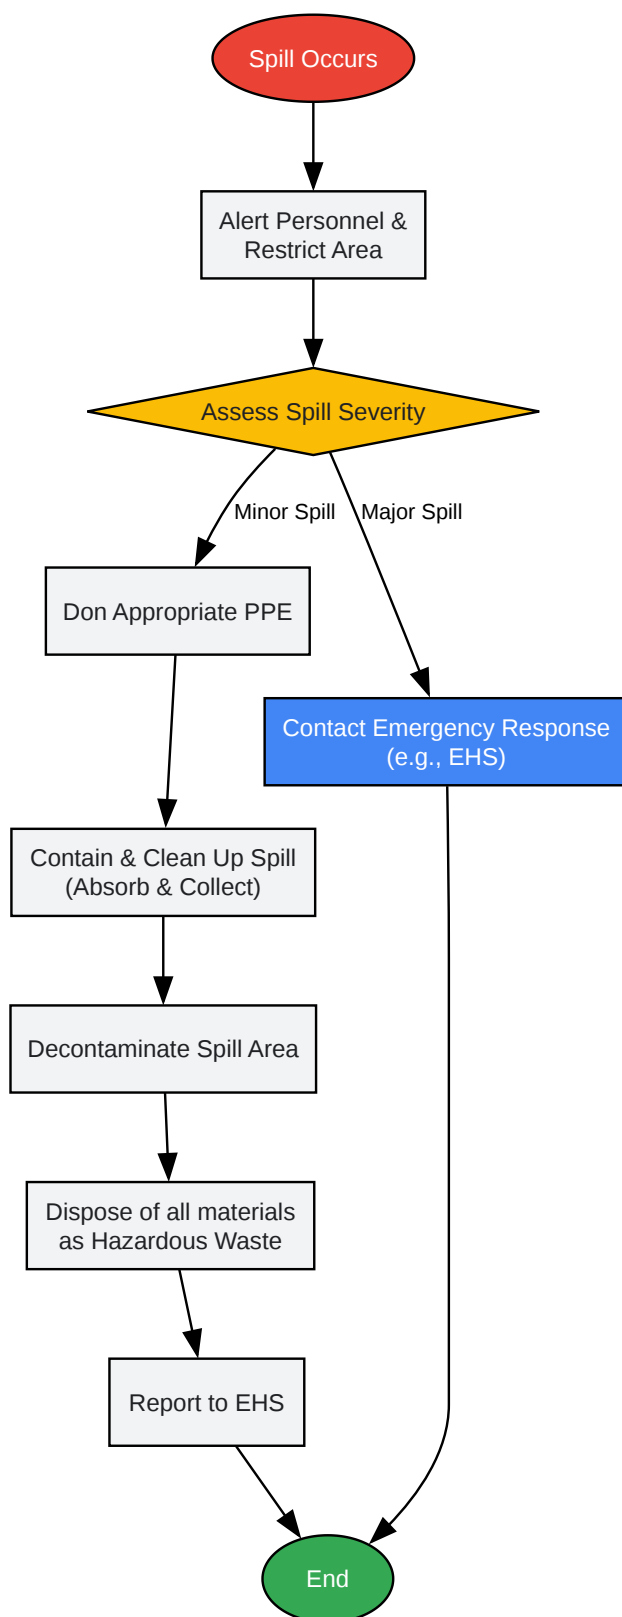 Spill Occurs
Alert Personnel &
Restrict Area
Assess Spill Severity
Minor Spill
Major Spill
Don Appropriate PPE
Contact Emergency Response
(e.g., EHS)
Contain & Clean Up Spill
(Absorb & Collect)
Decontaminate Spill Area
Dispose of all materials
as Hazardous Waste
Report to EHS
End